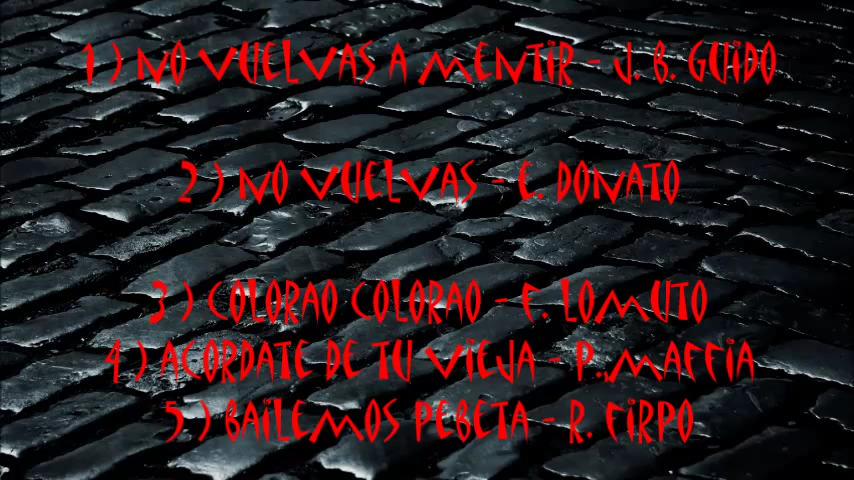 1) NO VUELVAS A MENTIR - J. B. GUIDO
2) NO VUELVAS - E. DONATO
3) COLORAO COLORAO - F. LOMUTO
4) ACORDATE DE TU VIEJA - P. MAFFIA
5) BAILEMOS PEBETA - R. FIRPO